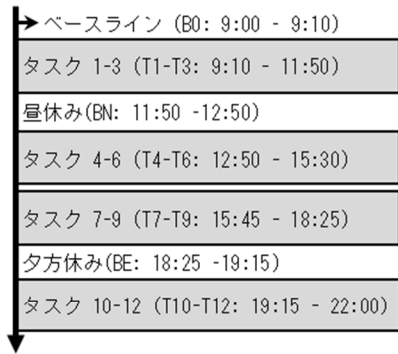 ベースライン (B0: 9:00 - 9:10)
タスク 1-3 (T1-T3: 9:10 - 11:50)
昼休み(BN: 11:50 -12:50)
タスク 4-6 (T4-T6: 12:50 - 15:30)
タスク 7-9 (T7-T9: 15:45 - 18:25)
夕方休み(BE: 18:25 -19:15)
タスク 10-12 (T10-T12: 19:15 - 22:00)